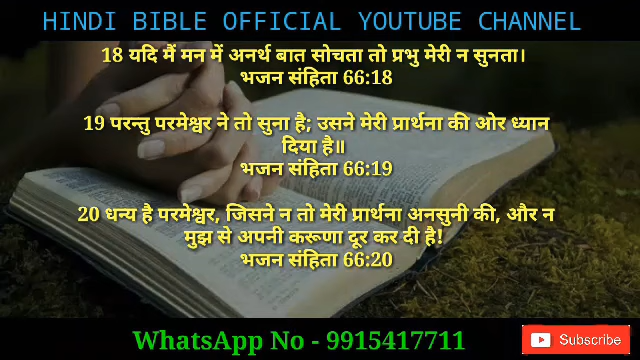 HINDI BIBLE OFFICIAL YOUTUBE CHANNEL
18 यदि मैं मन में अनर्थ बात सोचता तो प्रभु मेरी न सुनता।
भजन संहिता 66:18
19 परन्तु परमेश्वर ने तो सुना है; उसने मेरी प्रार्थना की ओर ध्यान
दिया है॥
भजन संहिता 66:19
20 धन्य है परमेश्वर, जिसने न तो मेरी प्रार्थना अनसुनी की, और न
मुझ से अपनी करूणा दूर कर दी है!
भजन संहिता 66:20
WhatsApp No - 9915417711
Subscribe